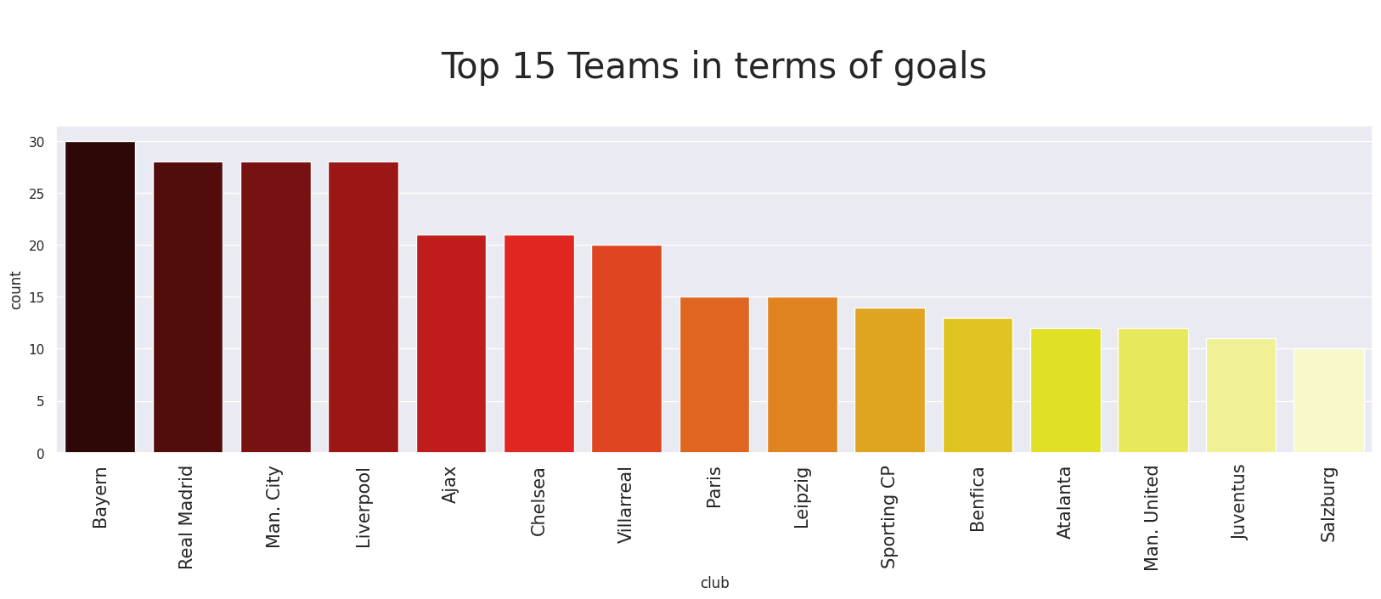 Top 15 Teams in terms of goals
30
25
20
15
10
5
0
count
Bayern
Real Madrid
Man. City
Liverpool
Ajax
Chelsea
Villarreal
Paris
Leipzig
Sporting CP
Benfica
Atalanta
Man. United
Juventus
Salzburg
club